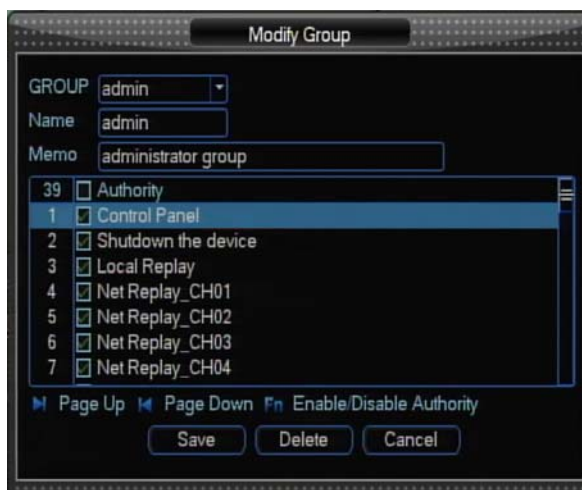 Modify Group
GROUP admin
Name admin
Memo administrator group
39 Authority
1 Control Panel
2 Shutdown the device
3 Local Replay
4 Net Replay_CH01
5 Net Replay_CH02
6 Net Replay_CH03
7 Net Replay_CH04
Page Up Page Down Fn Enable/Disable Authority
Save Delete Cancel